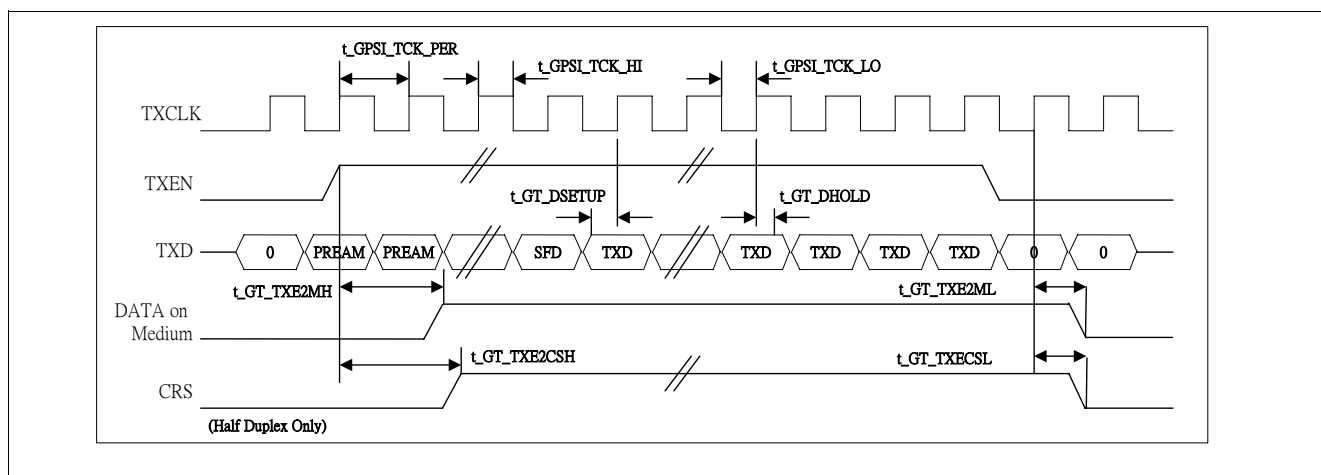 t_GPSI_TCK_PER
t_GPSI_TCK_HI
t_GPSI_TCK_LO
TXCLK
TXEN
t_GT_DSETUP
t_GT_DHOLD
TXD
0
PREAM
PREAM
SFD
TXD
TXD
TXD
TXD
TXD
0
0
t_GT_TXE2MH
t_GT_TXE2ML
DATA on
Medium
t_GT_TXE2CSH
t_GT_TXECSL
CRS
(Half Duplex Only)